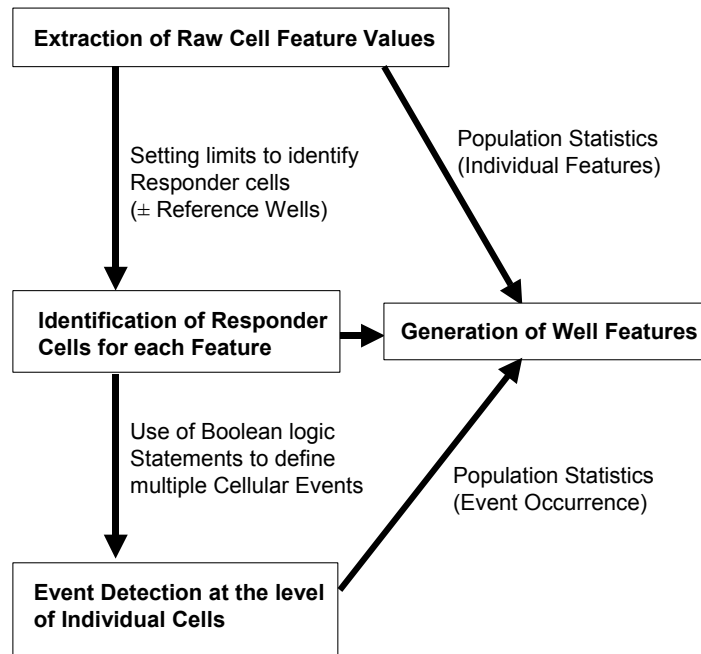 Extraction of Raw Cell Feature Values
Setting limits to identify
Responder cells
(± Reference Wells)
Population Statistics
(Individual Features)
Identification of Responder
Cells for each Feature
Generation of Well Features
Use of Boolean logic
Statements to define
multiple Cellular Events
Population Statistics
(Event Occurrence)
Event Detection at the level
of Individual Cells